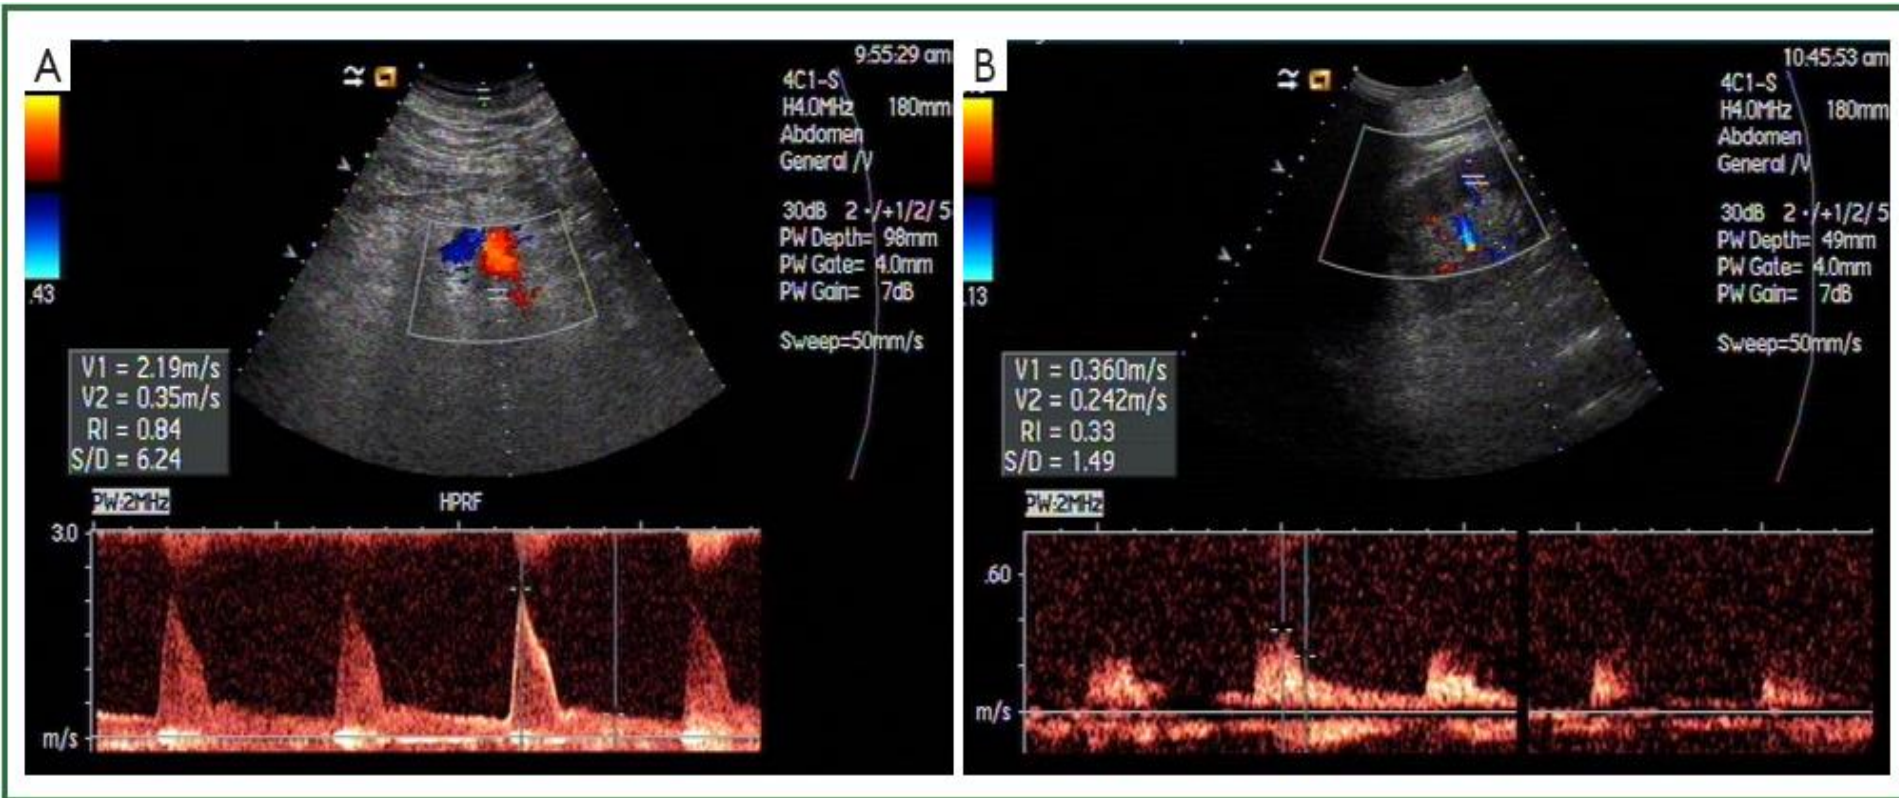 A
9:55:29 am
4C1-S
H4.0MHz 180mm
Abdomen
General /V
30dB 2 ·/+1/2/ 5
PW Depth= 98mm
PW Gate= 4.0mm
PW Gain= 7dB
Sweep=50mm/s
.43
V1 = 2.19m/s
V2 = 0.35m/s
RI = 0.84
S/D = 6.24
PW:2MHz
HPRF
3.0
m/s
B
10:45:53 am
4C1-S
H4.0MHz 180mm
Abdomen
General /V
30dB 2 ·/+1/2/ 5
PW Depth= 49mm
PW Gate= 4.0mm
PW Gain= 7dB
Sweep=50mm/s
.13
V1 = 0.360m/s
V2 = 0.242m/s
RI = 0.33
S/D = 1.49
PW:2MHz
.60
m/s